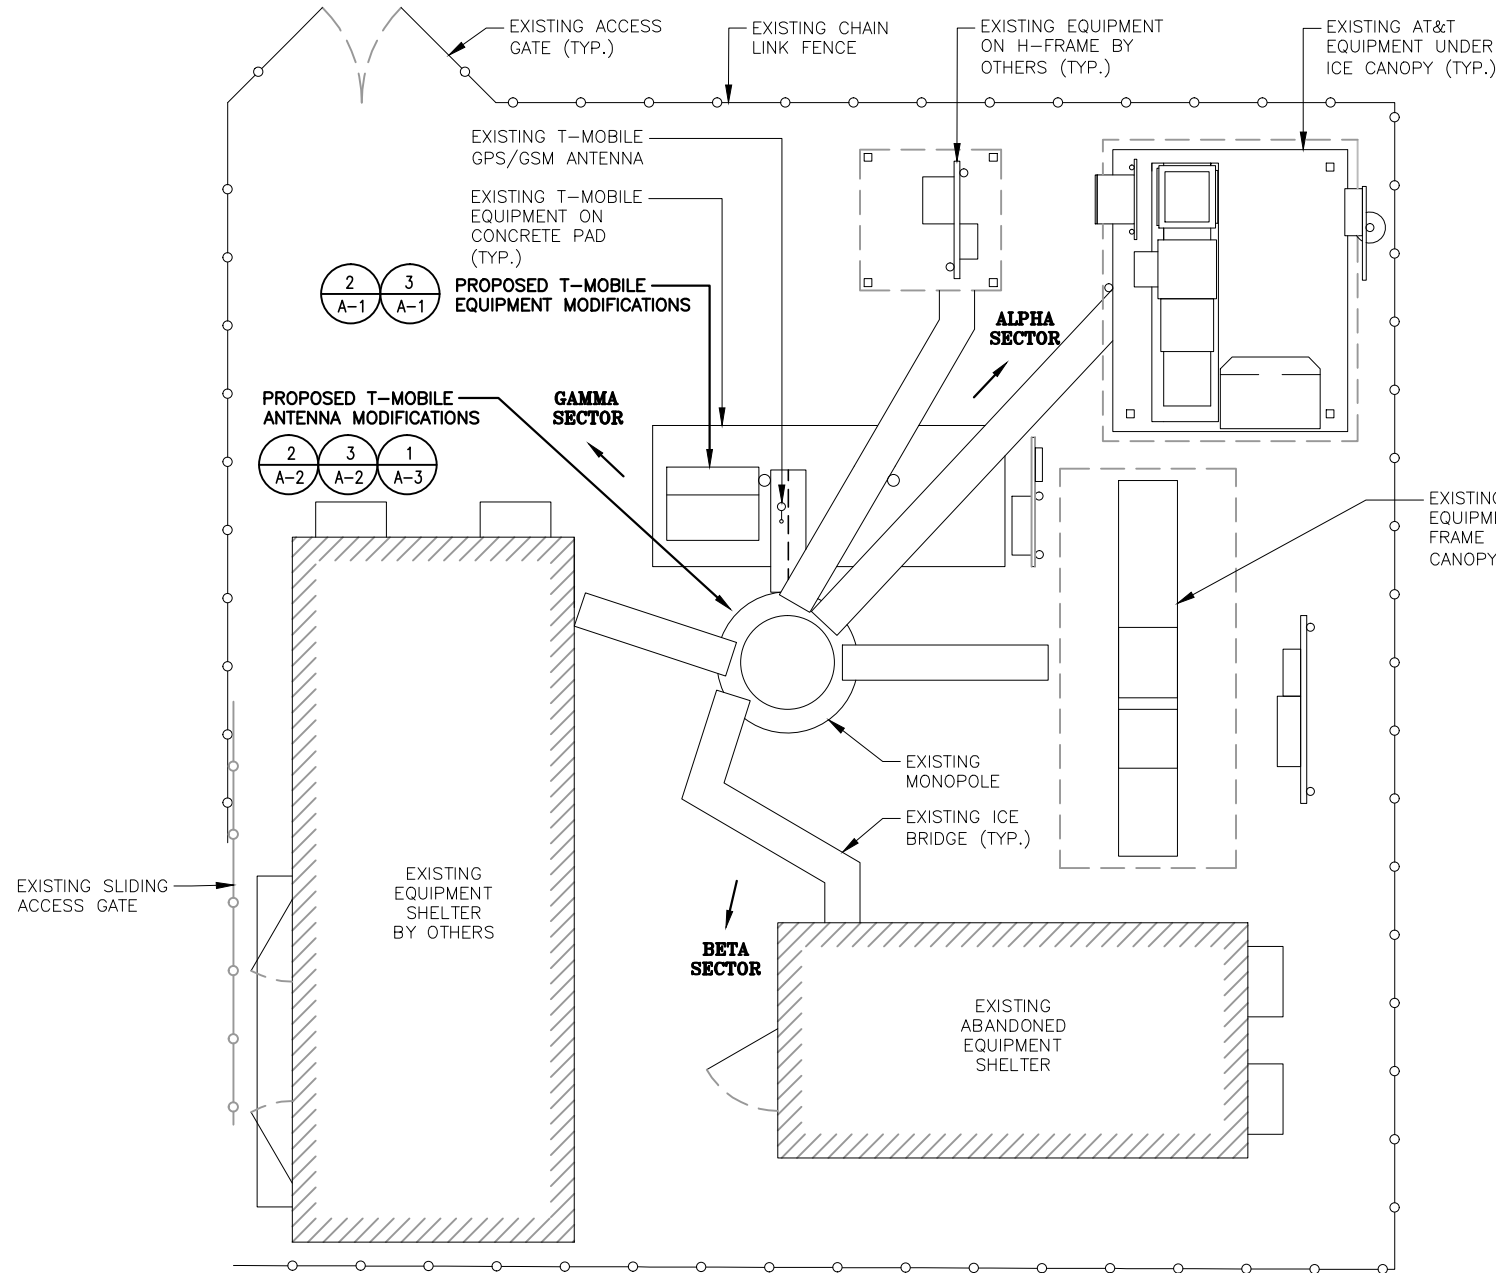 EXISTING ACCESS
GATE (TYP.)
EXISTING CHAIN
LINK FENCE
EXISTING EQUIPMENT
ON H-FRAME BY
OTHERS (TYP.)
EXISTING AT&T
EQUIPMENT UNDER
ICE CANOPY (TYP.)
EXISTING T-MOBILE
GPS/GSM ANTENNA
EXISTING T-MOBILE
EQUIPMENT ON
CONCRETE PAD
(TYP.)
2
A-1
3
A-1
PROPOSED T-MOBILE
EQUIPMENT MODIFICATIONS
ALPHA
SECTOR
PROPOSED T-MOBILE
ANTENNA MODIFICATIONS
2
A-2
3
A-2
1
A-3
GAMMA
SECTOR
EXISTING
EQUIPM
FRAME
CANOPY
EXISTING
MONOPOLE
EXISTING ICE
BRIDGE (TYP.)
EXISTING SLIDING
ACCESS GATE
EXISTING
EQUIPMENT
SHELTER
BY OTHERS
BETA
SECTOR
EXISTING
ABANDONED
EQUIPMENT
SHELTER